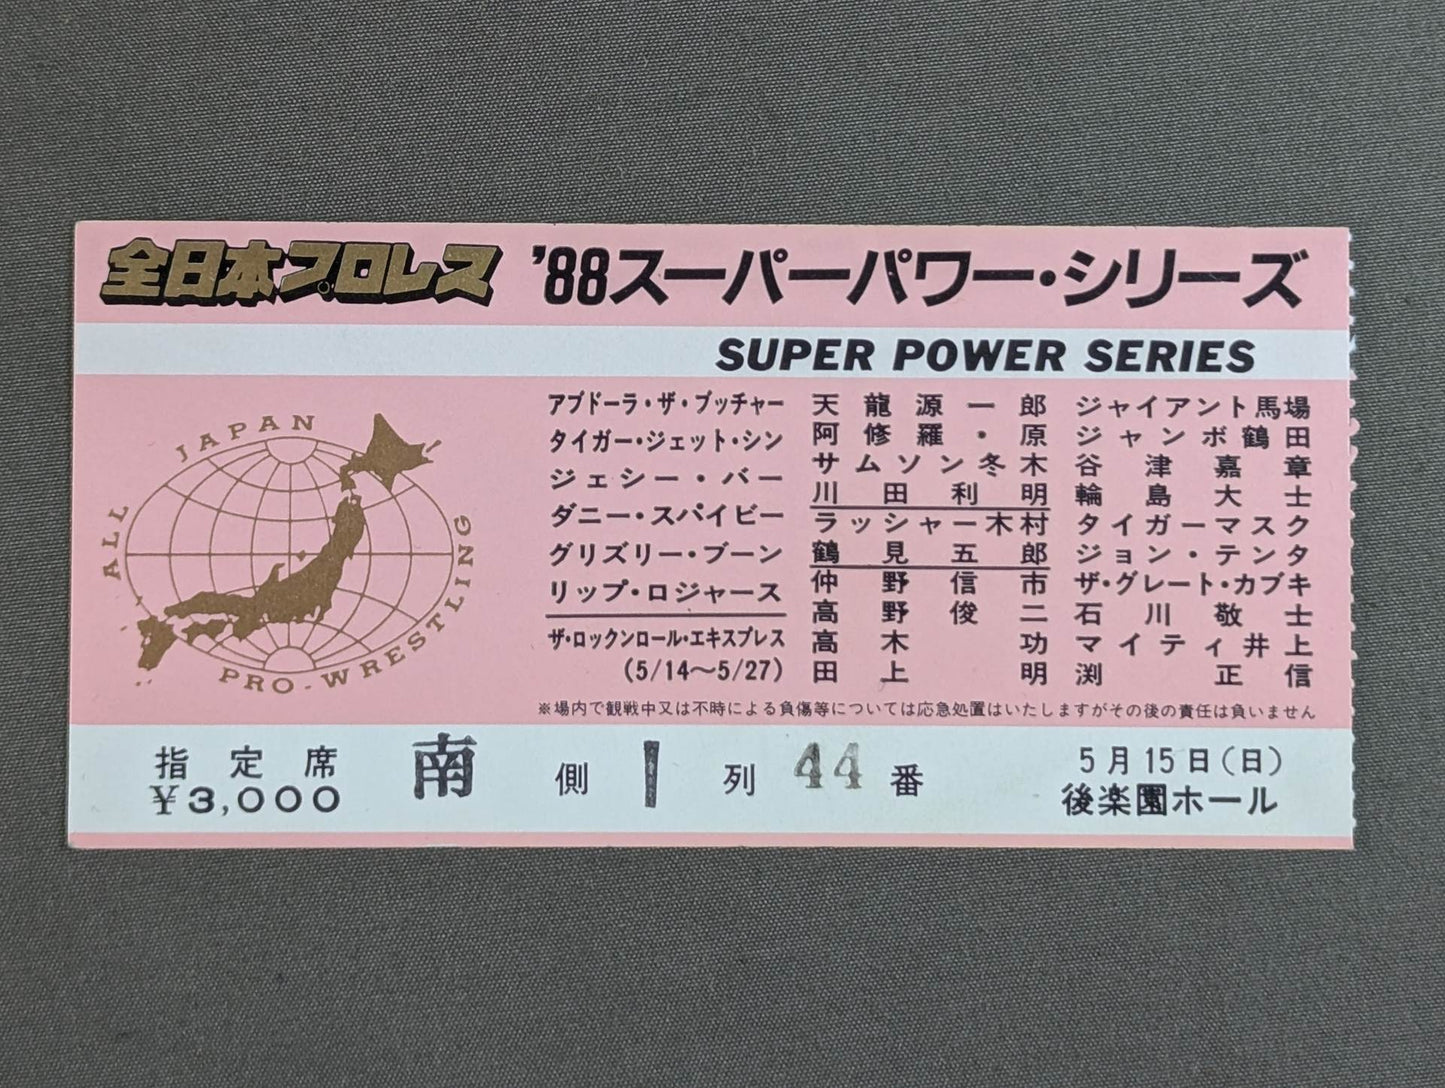 全日本プロレス '88スーパーパワー・シリーズ
SUPER POWER SERIES
ALL JAPAN
PRO-WRESTLING
アブドーラ・ザ・ブッチャー
タイガー・ジェット・シン
ジェシー・バー
ダニー・スパイビー
グリズリー・ブーン
リップ・ロジャース
ザ・ロックンロール・エキスプレス
(5/14〜5/27)
天龍源一郎
阿修羅・原
サムソン冬木
川田利明
ラッシャー木村
鶴見五郎
仲野信市
高野俊二
高木功
田上明
ジャイアント馬場
ジャンボ鶴田
谷津嘉章
輪島大士
タイガーマスク
ジョン・テンタ
ザ・グレート・カブキ
石川敬士
マイティ井上
渕正信
※場内で観戦中又は不時による負傷等については応急処置はいたしますがその後の責任は負いません
指定席
¥3,000
南側1列44番
5月15日(日)
後楽園ホール